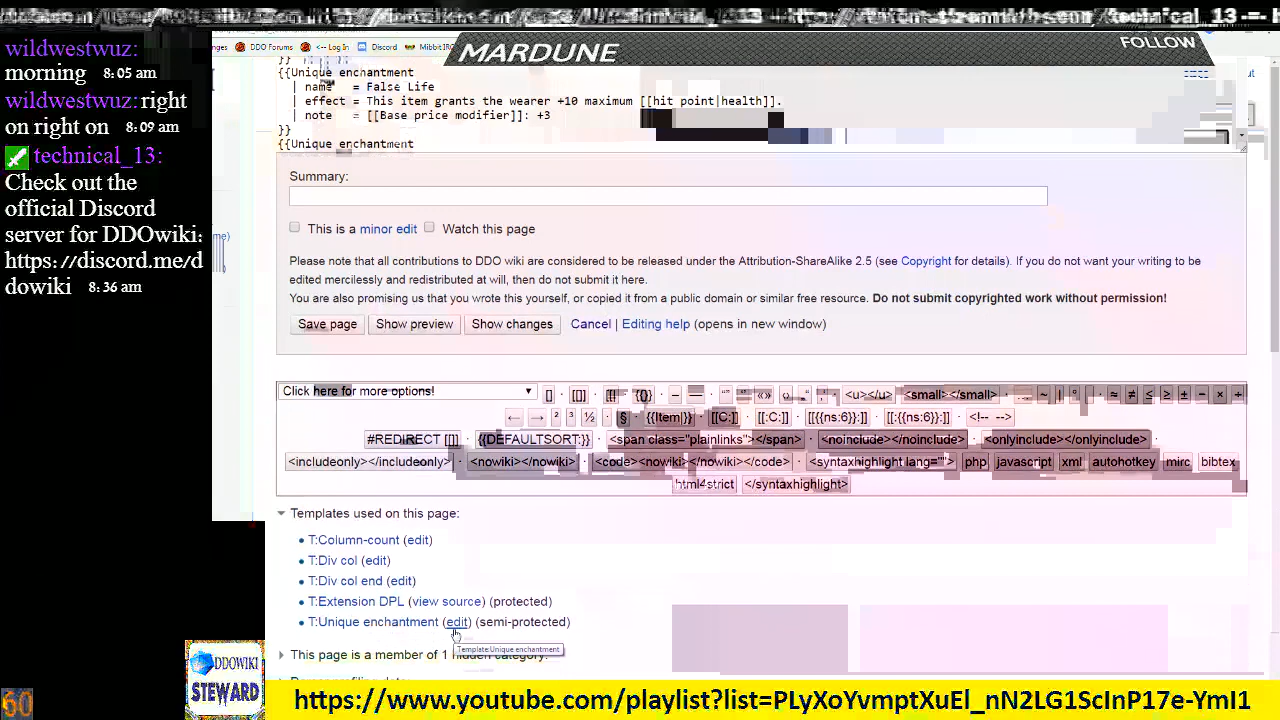 wildwestwuz:
morning 8:05 am
wildwestwuz: right
on right on 8:09 am
technical_13:
Check out the
official Discord
server for DDOwiki:
https://discord.me/d
dowiki 8:36 am
DDO Forums
<-- Log In
Discord
MARDUNE
FOLLOW
{{Unique enchantment
| name = False Life
| effect = This item grants the wearer +10 maximum [[hit point|health]].
| note = [[Base price modifier]]: +3
}}
{{Unique enchantment
Summary:
This is a minor edit Watch this page
Please note that all contributions to DDO wiki are considered to be released under the Attribution-ShareAlike 2.5 (see Copyright for details). If you do not want your writing to be
edited mercilessly and redistributed at will, then do not submit it here.
You are also promising us that you wrote this yourself, or copied it from a public domain or similar free resource. Do not submit copyrighted work without permission!
Save page Show preview Show changes Cancel | Editing help (opens in new window)
Click here for more options!
<u></u> · <small></small>
{{Item|}} · [[C:]] · [[:C:]] · [[{{ns:6}}] · [[:{{ns:6}}] · <!-- -->
#REDIRECT [[]] · {{DEFAULTSORT:}} · <span class="plainlinks"></span> · <noinclude></noinclude> · <onlyinclude></onlyinclude> ·
<includeonly></includeonly> · <nowiki></nowiki> · <code><nowiki></nowiki></code> · <syntaxhighlight lang=""> php javascript xml autohotkey mirc bibtex
html4strict </syntaxhighlight>
Templates used on this page:
T:Column-count (edit)
T:Div col (edit)
T:Div col end (edit)
T:Extension DPL (view source) (protected)
T:Unique enchantment (edit) (semi-protected)
Template:Unique enchantment
This page is a member of 1 hidden category:
DDOWIKI
STEWARD
60
https://www.youtube.com/playlist?list=PLyXoYvmptXuEl_nN2LG1ScInP17e-YmI1